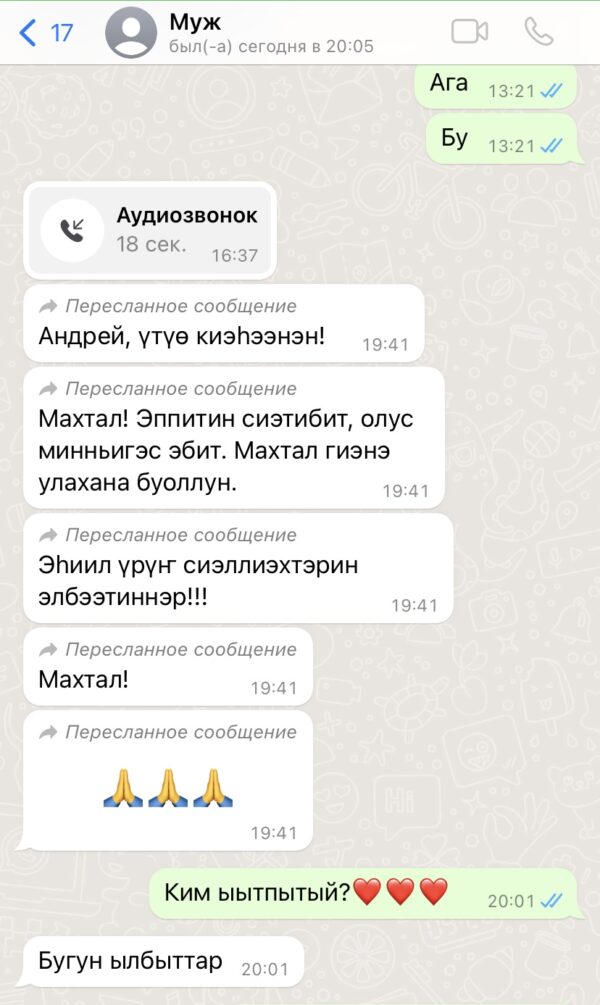 17
Муж
был(-а) сегодня в 20:05
Ага 13:21
Бу 13:21
Аудиозвонок
18 сек. 16:37
Пересланное сообщение
Андрей, үтүө киэһээнэн! 19:41
Пересланное сообщение
Махтал! Эппитин сиэтибит, олус
минньигэс эбит. Махтал гиэнэ
улахана буоллун. 19:41
Пересланное сообщение
Эһиил үрүҥ сиэллиэхтэрин
элбээтиннэр!!! 19:41
Пересланное сообщение
Махтал! 19:41
Пересланное сообщение
🙏🙏🙏
19:41
Ким ыытпытый?❤️❤️❤️ 20:01
Бугун ылбыттар 20:01